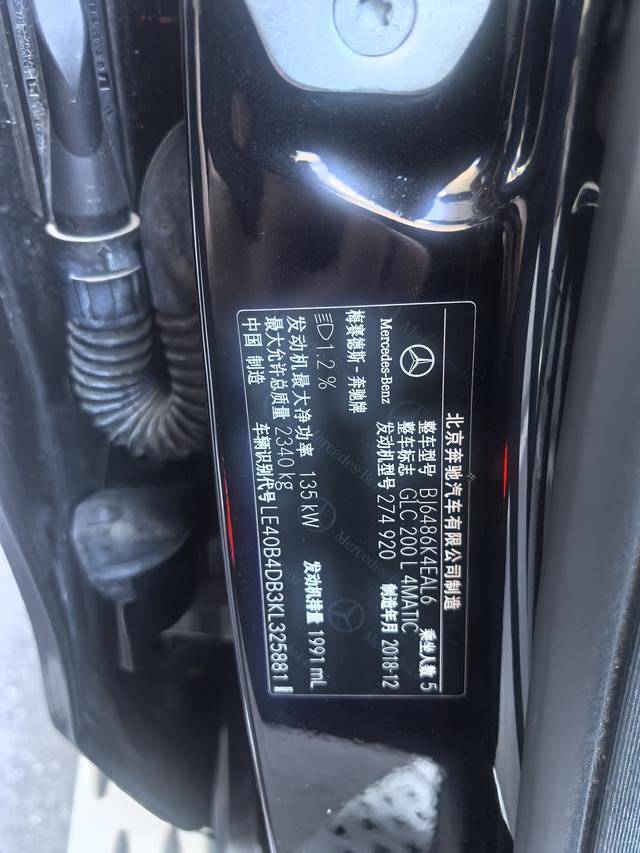 北京奔驰汽车有限公司制造
Mercedes-Benz
整车型号 BJ6486K4EAL6 乘坐人数 5
整车标志 GLC 200 L 4MATIC
梅赛德斯-奔驰牌 发动机型号 274 920 制造年月 2018-12
1.2%
发动机最大净功率 135 kW 发动机排量 1991 mL
最大允许总质量 2340 kg
中国 制造 车辆识别代号 LE40B4DB3KL325881